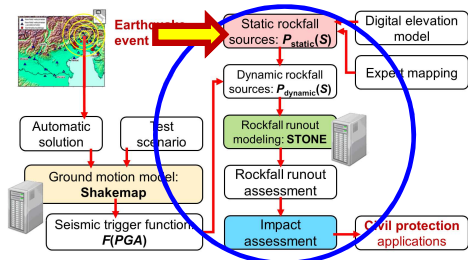 Earthquake
event
Static rockfall
sources: Pstatic(S)
Digital elevation
model
Expert mapping
Dynamic rockfall
sources: Pdynamic(S)
Automatic
solution
Test
scenario
Rockfall runout
modeling: STONE
Ground motion model:
Shakemap
Rockfall runout
assessment
Seismic trigger function:
F(PGA)
Impact
assessment
Civil protection
applications